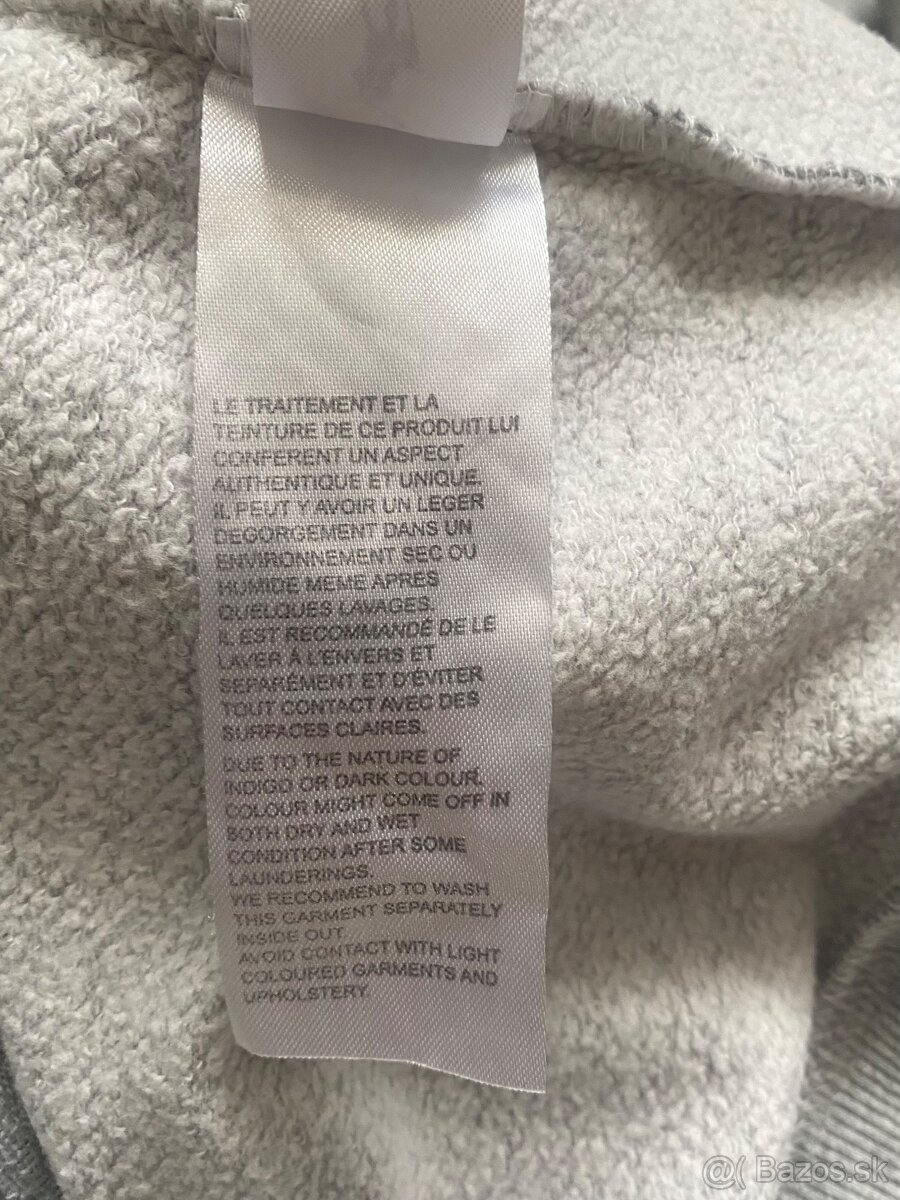 LE TRAITEMENT ET LA
TEINTURE DE CE PRODUIT LUI
CONFERENT UN ASPECT
AUTHENTIQUE ET UNIQUE.
IL PEUT Y AVOIR UN LEGER
DEGORGEMENT DANS UN
ENVIRONNEMENT SEC OU
HUMIDE MEME APRES
QUELQUES LAVAGES.
IL EST RECOMMANDÉ DE LE
LAVER À L'ENVERS ET
SEPARÉMENT ET D'ÉVITER
TOUT CONTACT AVEC DES
SURFACES CLAIRES.
DUE TO THE NATURE OF
INDIGO OR DARK COLOUR,
COLOUR MIGHT COME OFF IN
BOTH DRY AND WET
CONDITION AFTER SOME
LAUNDERINGS.
WE RECOMMEND TO WASH
THIS GARMENT SEPARATELY
INSIDE OUT.
AVOID CONTACT WITH LIGHT
COLOURED GARMENTS AND
UPHOLSTERY.
@( Bazos.sk